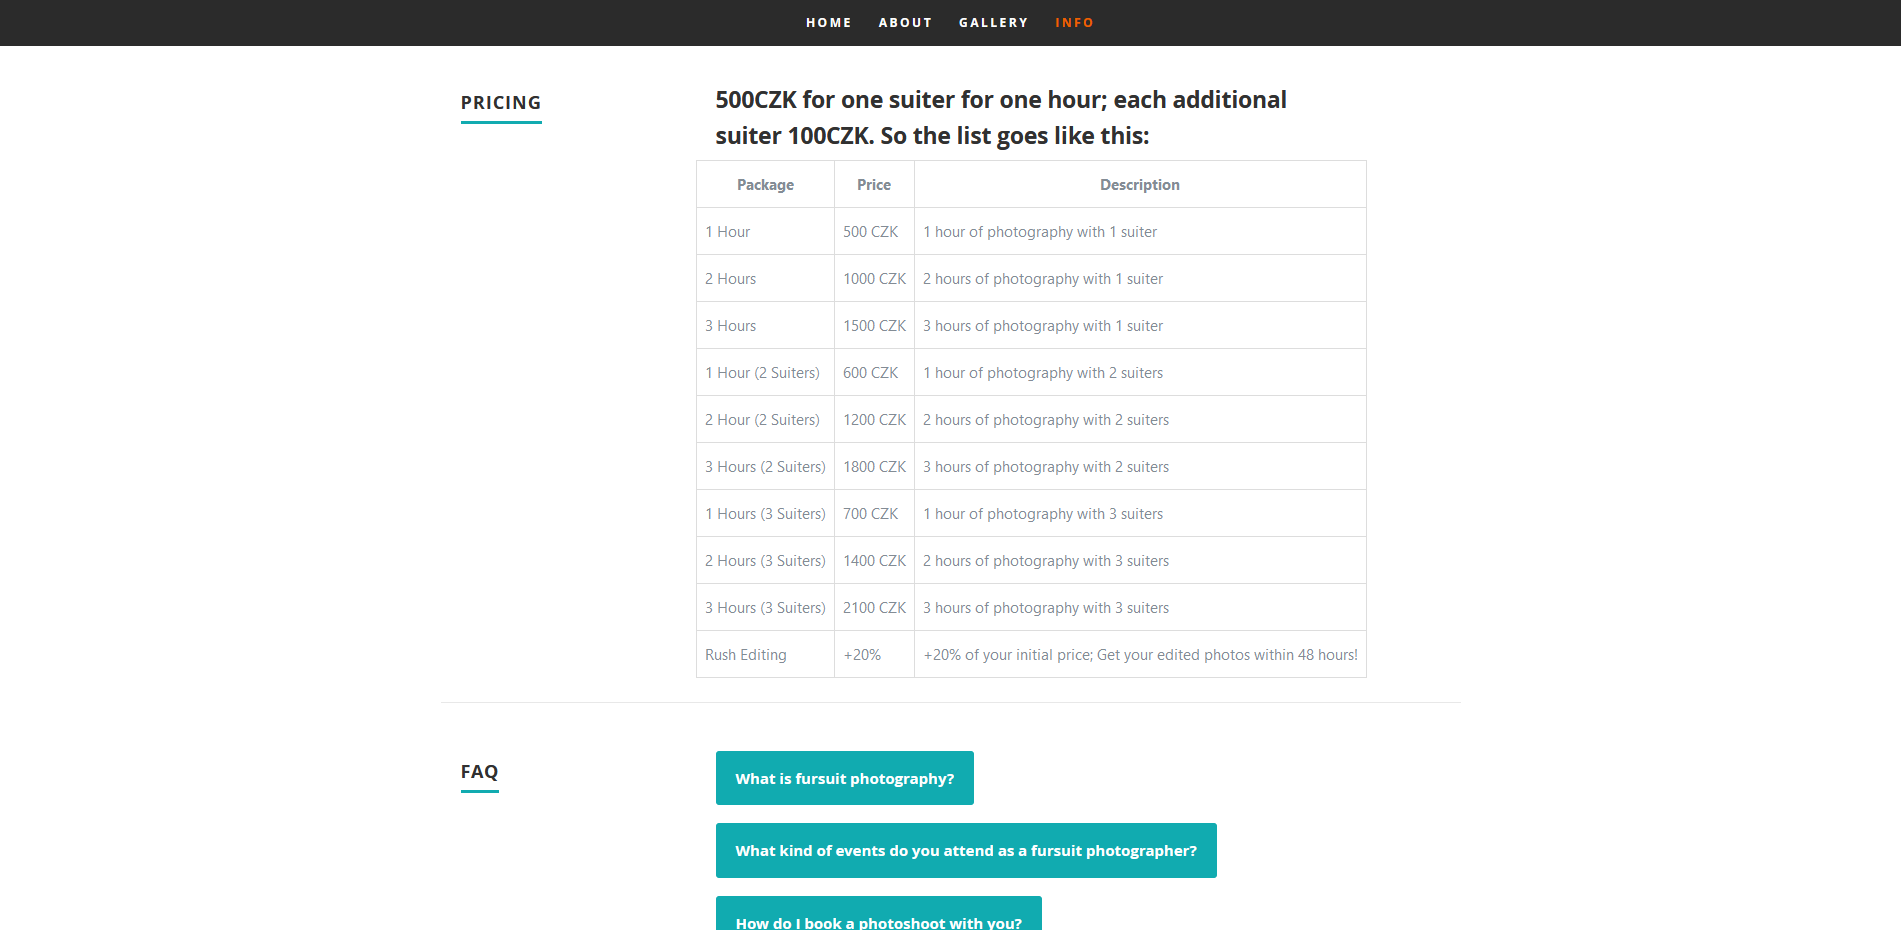 HOME ABOUT GALLERY INFO
PRICING
500CZK for one suiter for one hour; each additional
suiter 100CZK. So the list goes like this:
Package Price Description
1 Hour 500 CZK 1 hour of photography with 1 suiter
2 Hours 1000 CZK 2 hours of photography with 1 suiter
3 Hours 1500 CZK 3 hours of photography with 1 suiter
1 Hour (2 Suiters) 600 CZK 1 hour of photography with 2 suiters
2 Hour (2 Suiters) 1200 CZK 2 hours of photography with 2 suiters
3 Hours (2 Suiters) 1800 CZK 3 hours of photography with 2 suiters
1 Hours (3 Suiters) 700 CZK 1 hour of photography with 3 suiters
2 Hours (3 Suiters) 1400 CZK 2 hours of photography with 3 suiters
3 Hours (3 Suiters) 2100 CZK 3 hours of photography with 3 suiters
Rush Editing +20% +20% of your initial price; Get your edited photos within 48 hours!
FAQ
What is fursuit photography?
What kind of events do you attend as a fursuit photographer?
How do I book a photoshoot with you?